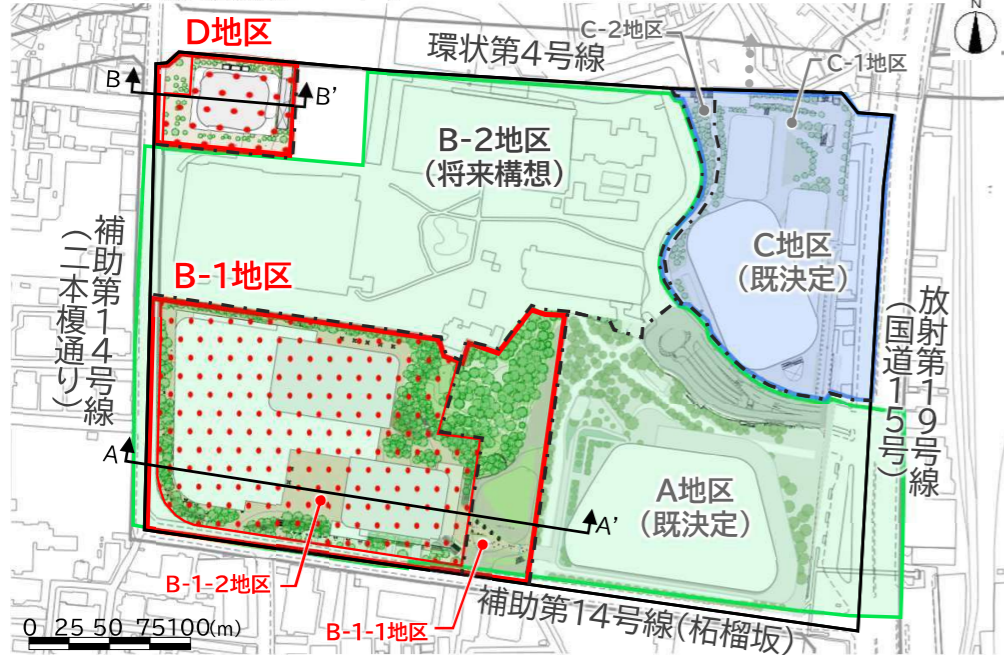 N
D地区
環状第4号線
C-2地区
C-1地区
B
B'
B-2地区
(将来構想)
C地区
(既決定)
補助第14号線
(二本榎通り)
B-1地区
放射第19号線
(国道15号)
A
A'
A地区
(既決定)
B-1-2地区
B-1-1地区
補助第14号線(柘榴坂)
0 25 50 75100(m)